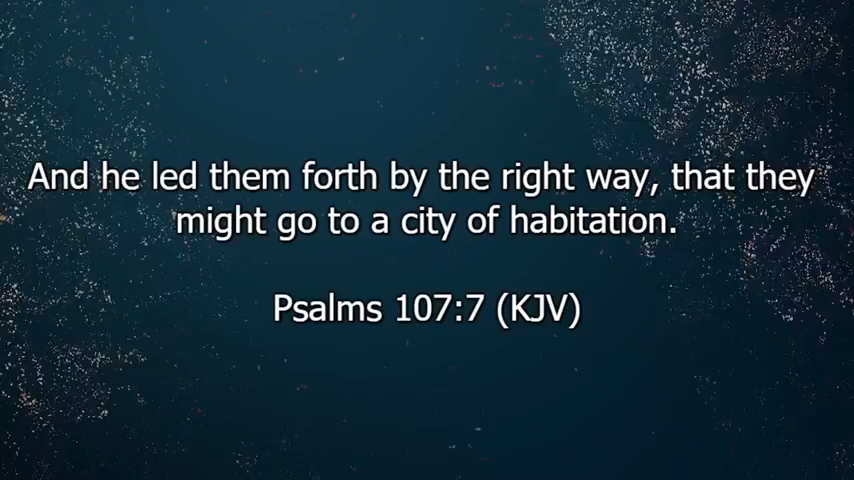 And he led them forth by the right way, that they
might go to a city of habitation.
Psalms 107:7 (KJV)